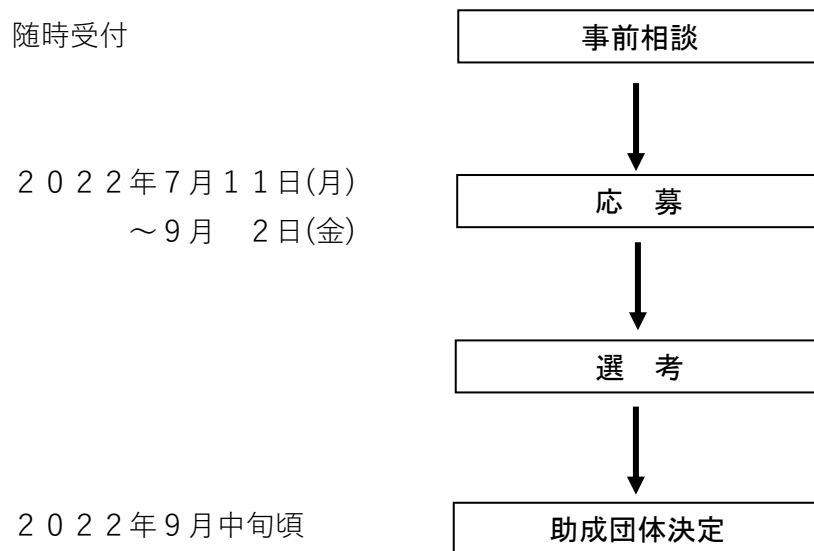 随時受付
事前相談
２０２２年７月１１日(月)
～９月　２日(金)
応　募
選　考
２０２２年９月中旬頃
助成団体決定